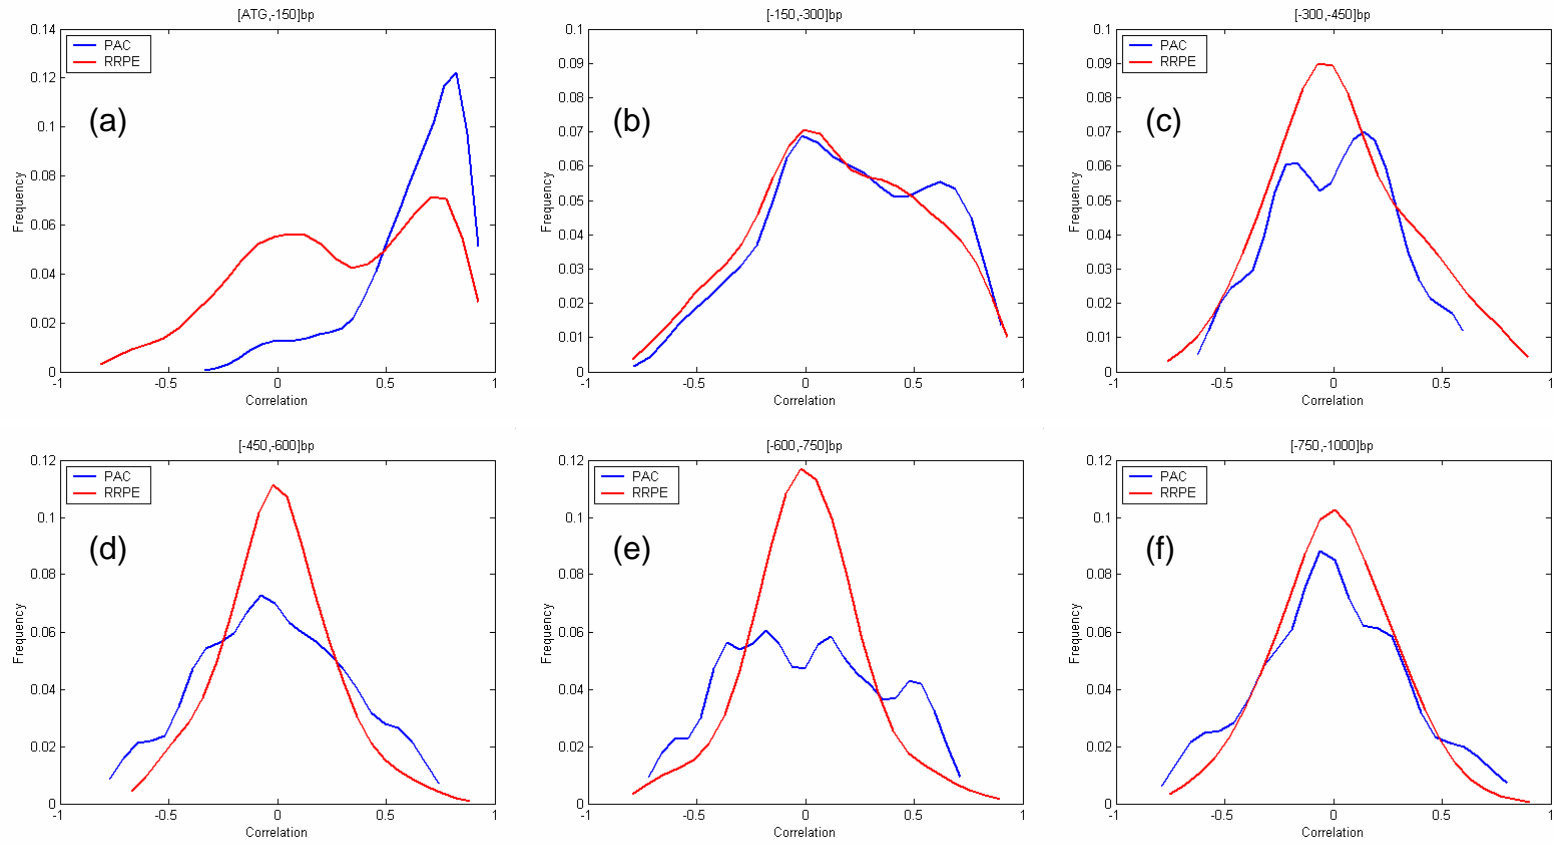 [ATG,-150]bp
0.14
0.12
0.1
0.08
0.06
0.04
0.02
0
-1
-0.5
0
0.5
1
Frequency
Correlation
PAC
RRPE
(a)
[-150,-300]bp
0.1
0.09
0.08
0.07
0.06
0.05
0.04
0.03
0.02
0.01
0
-1
-0.5
0
0.5
1
Frequency
Correlation
(b)
[-300,-450]bp
0.1
0.09
0.08
0.07
0.06
0.05
0.04
0.03
0.02
0.01
0
-1
-0.5
0
0.5
1
Frequency
Correlation
PAC
RRPE
(c)
[-450,-600]bp
0.12
0.1
0.08
0.06
0.04
0.02
0
-1
-0.5
0
0.5
1
Frequency
Correlation
PAC
RRPE
(d)
[-600,-750]bp
0.12
0.1
0.08
0.06
0.04
0.02
0
-1
-0.5
0
0.5
1
Frequency
Correlation
PAC
RRPE
(e)
[-750,-1000]bp
0.12
0.1
0.08
0.06
0.04
0.02
0
-1
-0.5
0
0.5
1
Frequency
Correlation
PAC
RRPE
(f)